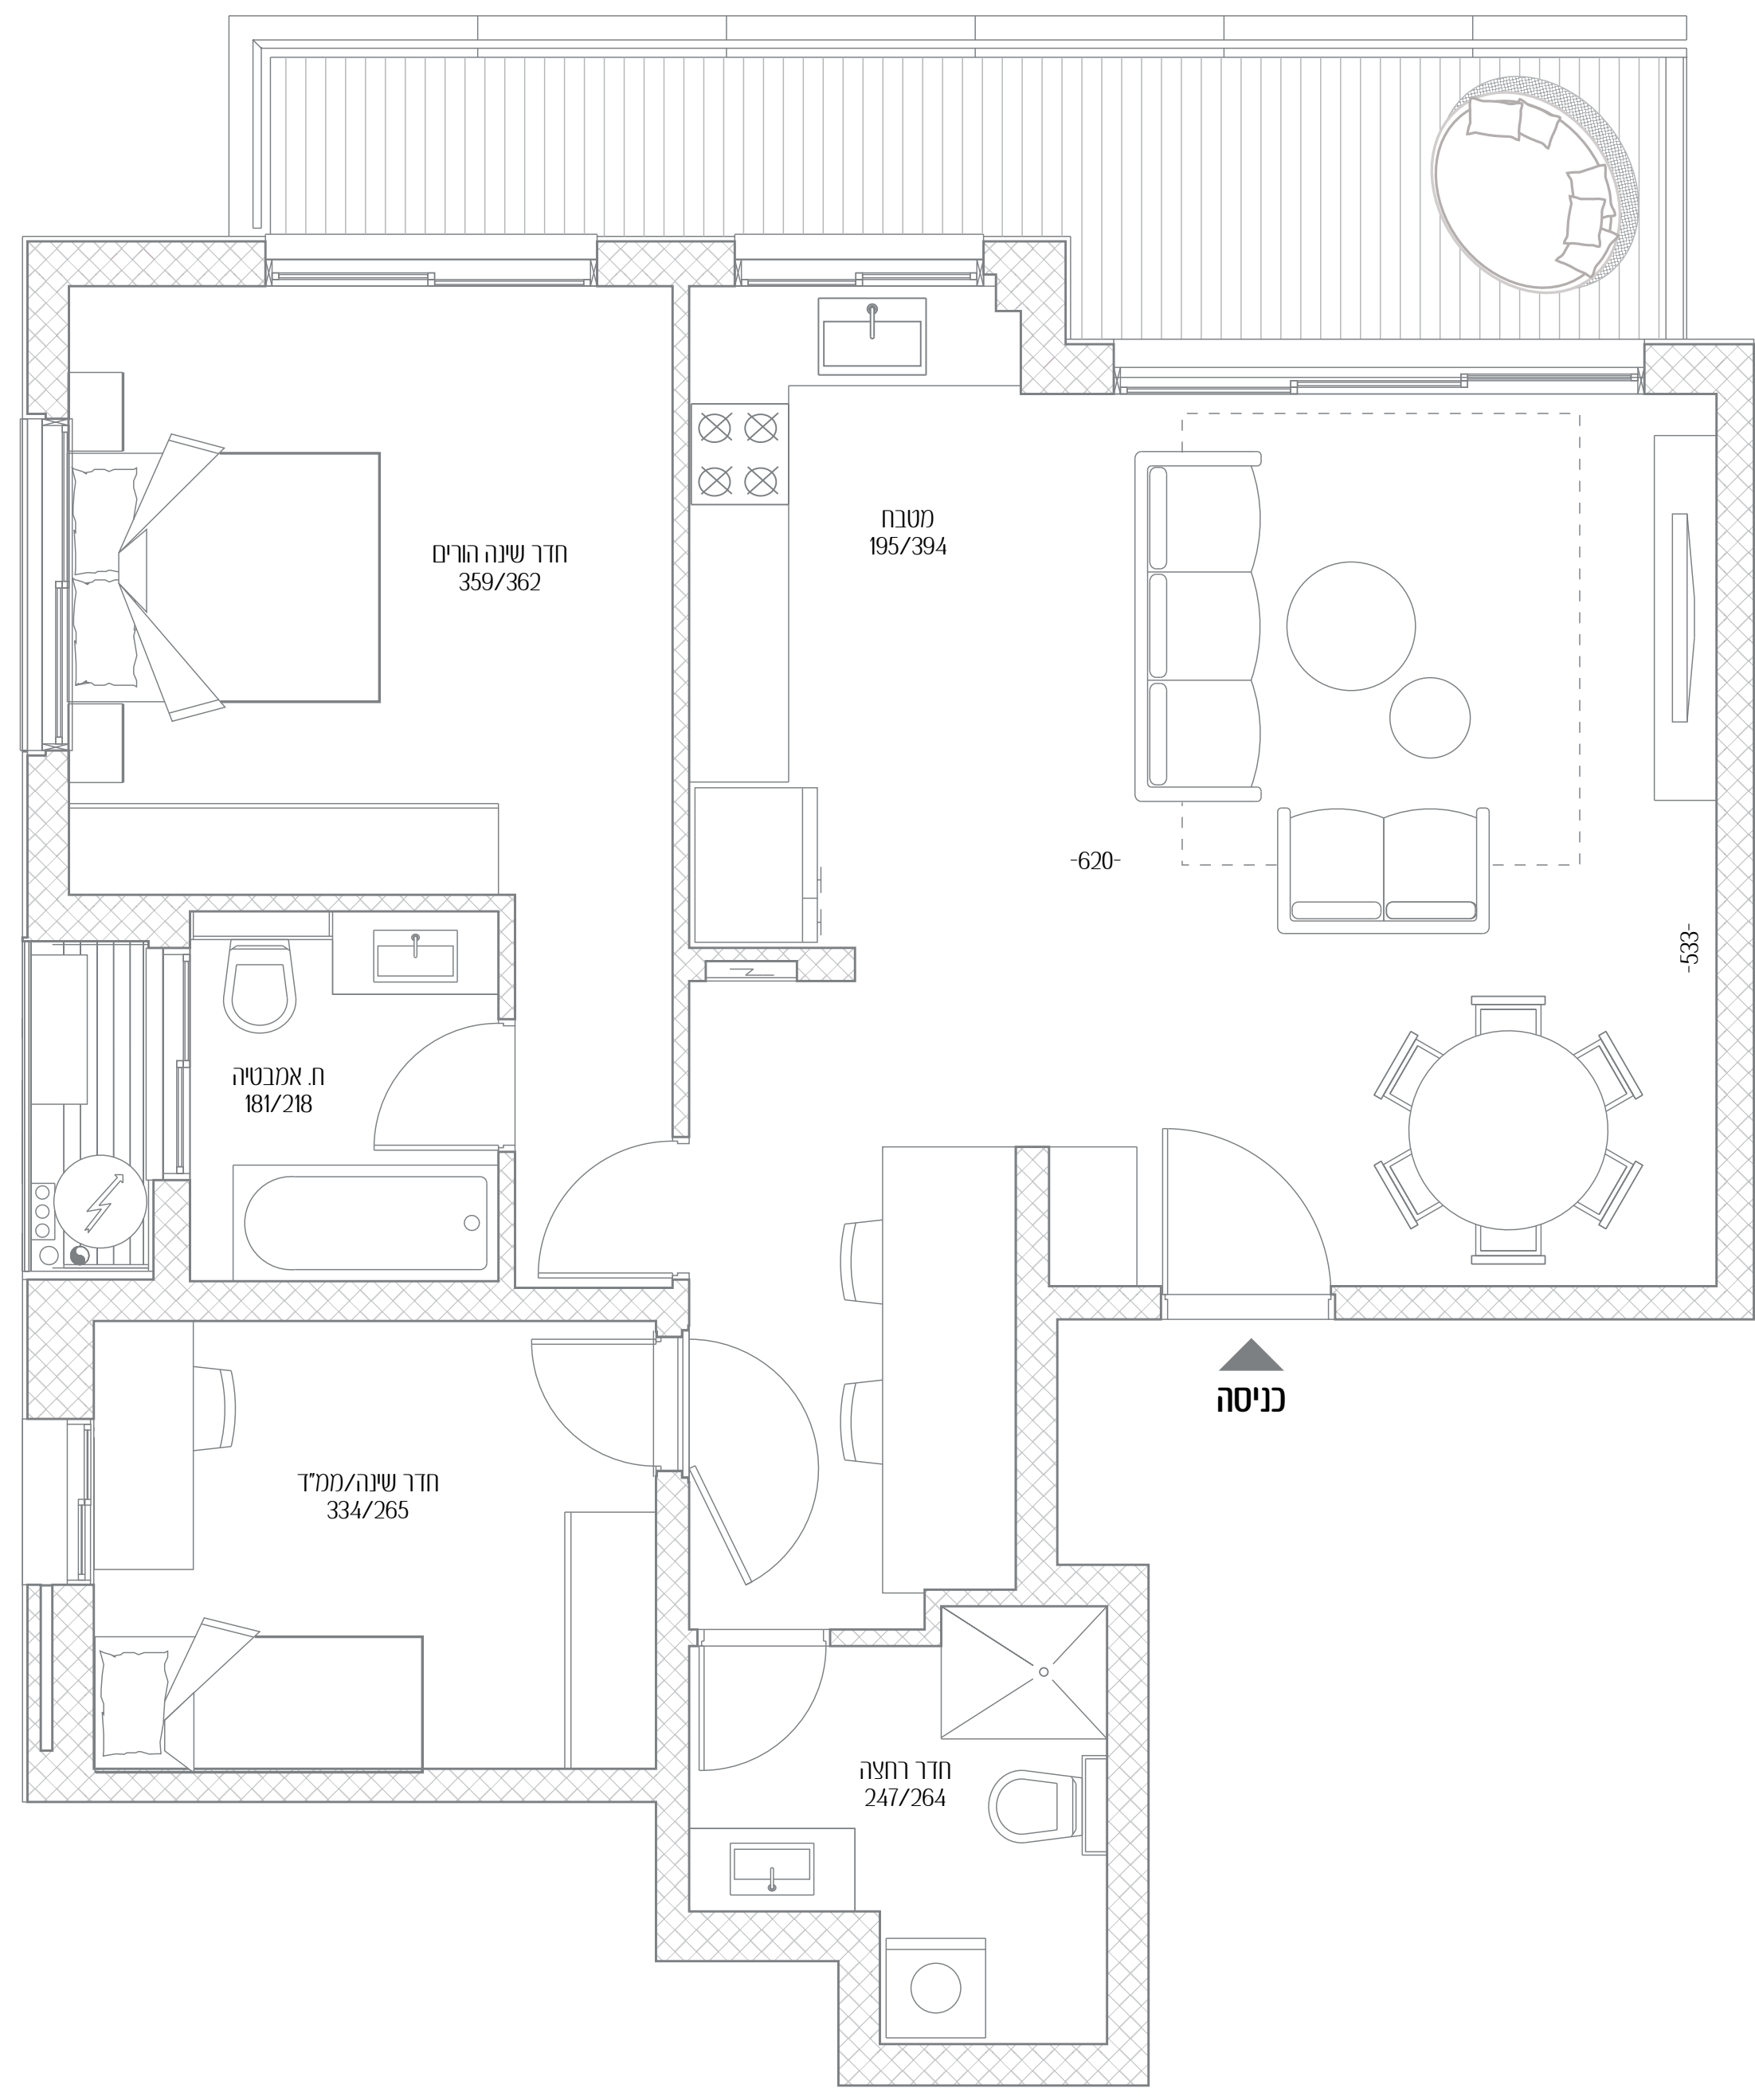 מטבח
195/394
חדר שינה הורים
359/362
-620-
-533-
ח. אמבטיה
181/218
כניסה
חדר שינה/ממ"ד
334/265
חדר רחצה
247/264